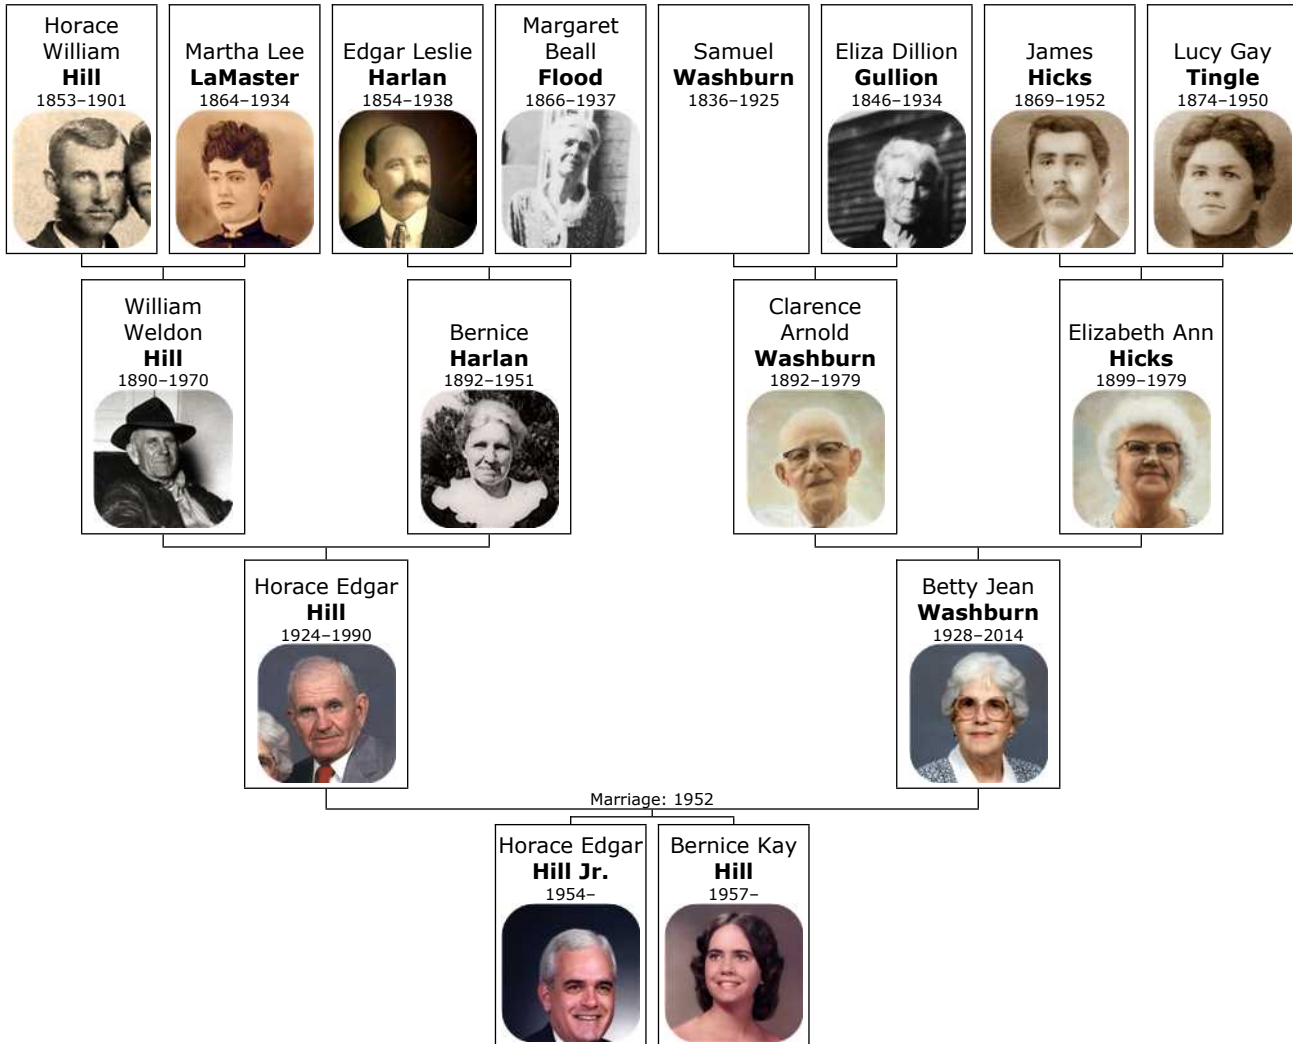 Horace
William
Hill
1853–1901
Martha Lee
LaMaster
1864–1934
Edgar Leslie
Harlan
1854–1938
Margaret
Beall
Flood
1866–1937
Samuel
Washburn
1836–1925
Eliza Dillion
Gullion
1846–1934
James
Hicks
1869–1952
Lucy Gay
Tingle
1874–1950
William
Weldon
Hill
1890–1970
Bernice
Harlan
1892–1951
Clarence
Arnold
Washburn
1892–1979
Elizabeth Ann
Hicks
1899–1979
Horace Edgar
Hill
1924–1990
Betty Jean
Washburn
1928–2014
Marriage: 1952
Horace Edgar
Hill Jr.
1954–
Bernice Kay
Hill
1957–